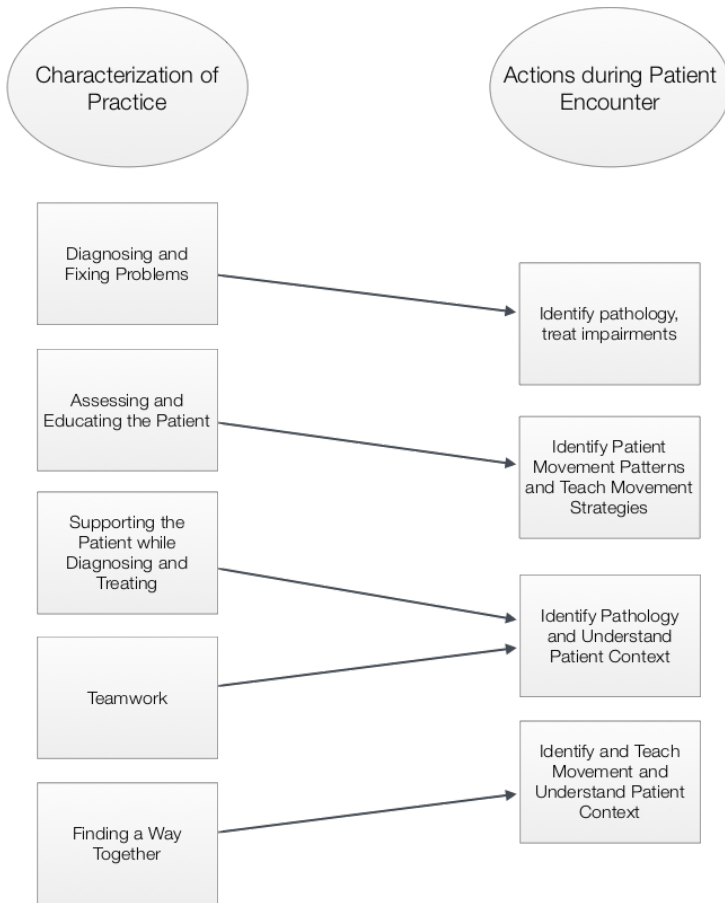 Characterization of
Practice
Actions during Patient
Encounter
Diagnosing and
Fixing Problems
Identify pathology,
treat impairments
Assessing and
Educating the Patient
Identify Patient
Movement Patterns
and Teach Movement
Strategies
Supporting the
Patient while
Diagnosing and
Treating
Identify Pathology
and Understand
Patient Context
Teamwork
Identify and Teach
Movement and
Understand Patient
Context
Finding a Way
Together